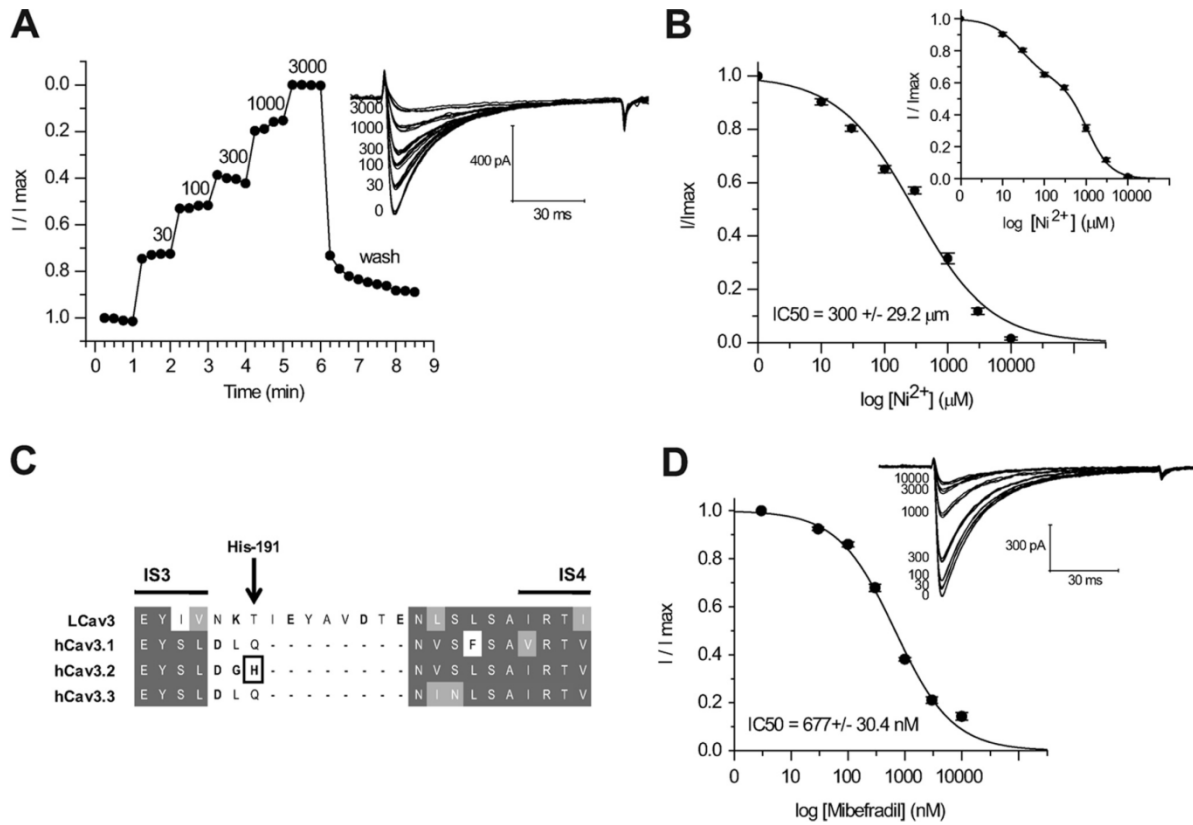 A
I / I max
0.0
0.2
0.4
0.6
0.8
1.0
30
100
300
1000
3000
wash
0 1 2 3 4 5 6 7 8 9
Time (min)
3000
1000
300
100
30
0
400 pA
30 ms
B
I/Imax
1.0
0.8
0.6
0.4
0.2
0.0
IC50 = 300 +/- 29.2 µm
0 10 100 1000 10000
log [Ni2+] (µM)
I / Imax
1.0
0.8
0.6
0.4
0.2
0.0
0 10 100 1000 10000
log [Ni2+] (µM)
C
His-191
IS3 IS4
LCav3 E Y I V N K T I E Y A V D T E N L S L S A I R T I
hCav3.1 E Y S L D L Q - - - - - - - - N V S F S A V R T V
hCav3.2 E Y S L D G H - - - - - - - - N V S L S A I R T V
hCav3.3 E Y S L D L Q - - - - - - - - N I N L S A I R T V
D
I / I max
1.0
0.8
0.6
0.4
0.2
0.0
IC50 = 677+/- 30.4 nM
0 10 100 1000 10000
log [Mibefradil] (nM)
10000
3000
1000
300
100
30
0
300 pA
30 ms